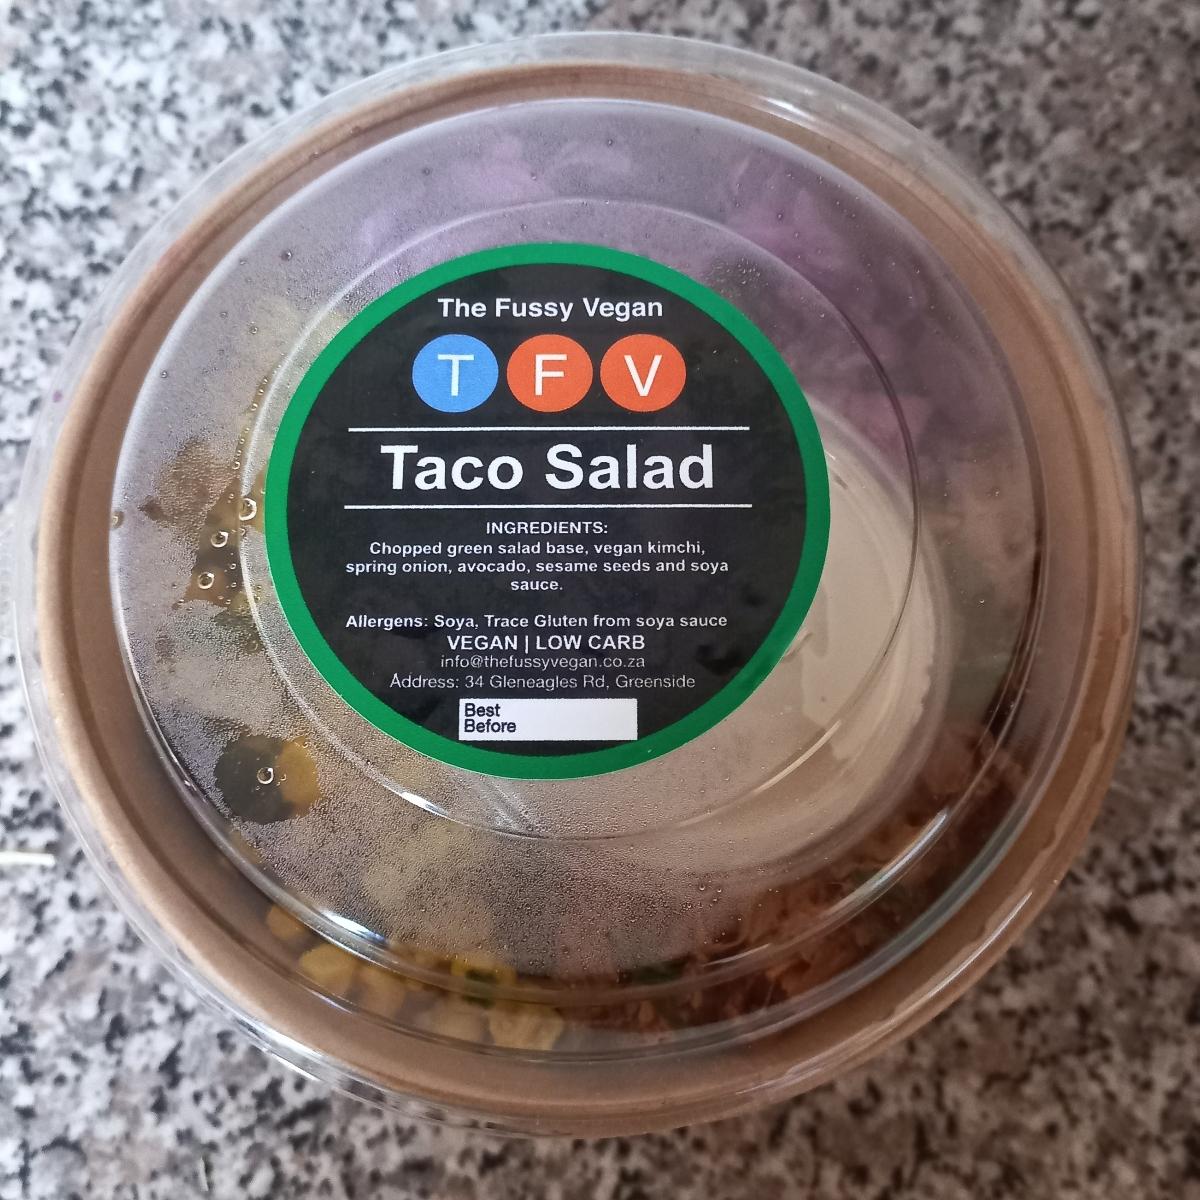 The Fussy Vegan
T F V
Taco Salad
INGREDIENTS:
Chopped green salad base, vegan kimchi,
spring onion, avocado, sesame seeds and soya
sauce.
Allergens: Soya, Trace Gluten from soya sauce
VEGAN | LOW CARB
info@thefussyvegan.co.za
Address: 34 Gleneagles Rd, Greenside
Best
Before